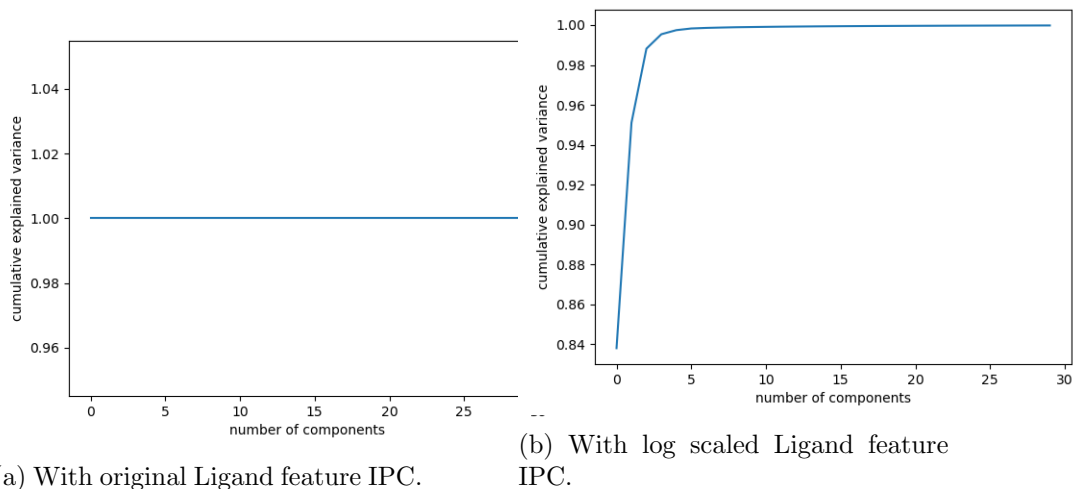 1.04
1.02
1.00
0.98
0.96
cumulative explained variance
0 5 10 15 20 25
number of components
a) With original Ligand feature IPC.
1.00
0.98
0.96
0.94
0.92
0.90
0.88
0.86
0.84
cumulative explained variance
0 5 10 15 20 25 30
number of components
(b) With log scaled Ligand feature
IPC.